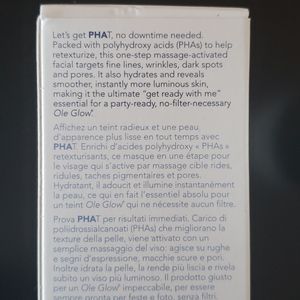 Let's get PHAT, no downtime needed.
Packed with polyhydroxy acids (PHAs) to help
retexturize, this one-step massage-activated
facial targets fine lines, wrinkles, dark spots
and pores. It also hydrates and reveals
smoother, instantly more luminous skin,
making it the ultimate "get ready with me"
essential for a party-ready, no-filter-necessary
Ole Glow®.
Affichez un teint radieux et une peau
d'apparence plus lisse en tout temps avec
PHAT. Enrichi d'acides polyhydroxy « PHAs »
retexturisants, ce masque en une étape pour
le visage qui s'active par massage cible rides,
ridules, taches pigmentaires et pores.
Hydratant, il adoucit et illumine instantanément
la peau, ce qui en fait l'essentiel absolu pour
un teint Ole Glow® qui ne nécessite aucun filtre.
Prova PHAT per risultati immediati. Carico di
poliidrossialcanoati (PHAs) che migliorano la
texture della pelle, viene attivato con un
semplice massaggio del viso: agisce su rughe
e segni d'espressione, macchie scure e pori.
Inoltre idrata la pelle, la rende più liscia e rivela
subito un viso più luminoso. Il prodotto giusto
per un Ole Glow® impeccabile, per essere
sempre pronta per feste e foto, senza filtri.